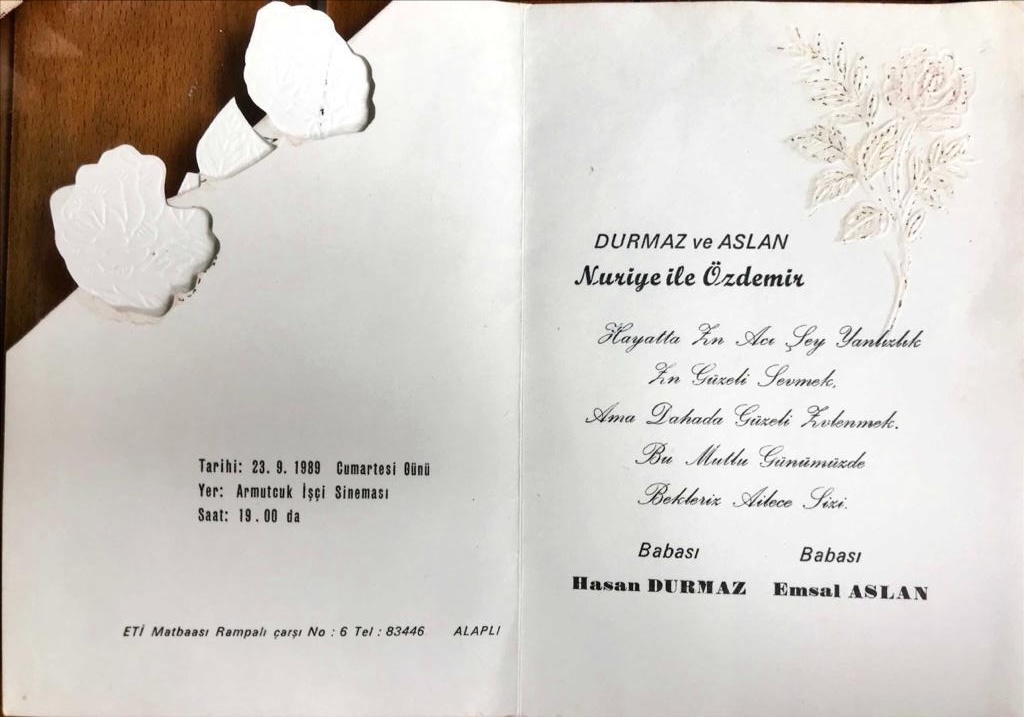 Tarihi: 23. 9. 1989 Cumartesi Günü
Yer: Armutcuk İşçi Sineması
Saat: 19.00 da
ETİ Matbaası Rampalı çarşı No : 6 Tel : 83446 ALAPLI
DURMAZ ve ASLAN
Nuriye ile Özdemir
Hayatta En Acı Şey Yanlızlık
En Güzeli Sevmek.
Ama Dahada Güzeli Evlenmek.
Bu Mutlu Günümüzde
Bekleriz Ailece Sizi.
Babası Babası
Hasan DURMAZ Emsal ASLAN